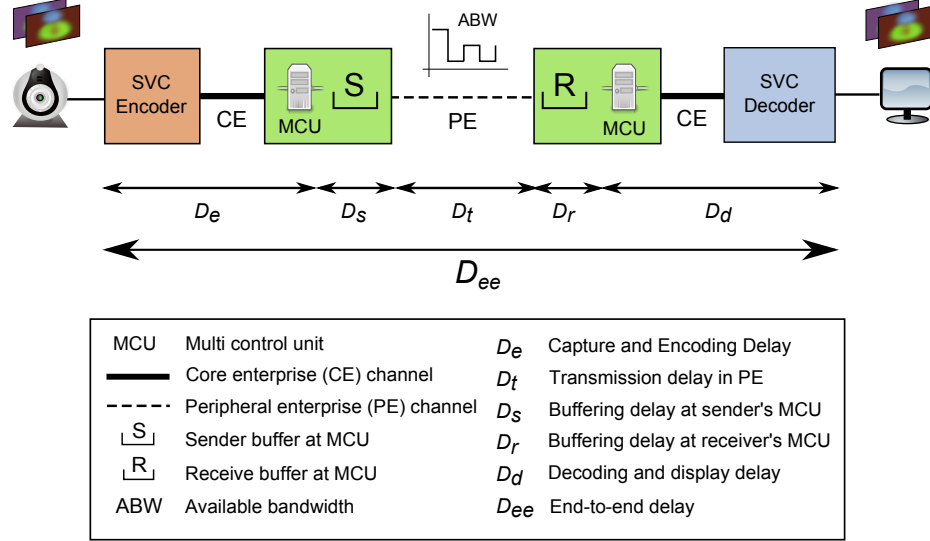 ABW
SVC
Encoder
CE
MCU
S
PE
R
MCU
CE
SVC
Decoder
De
Ds
Dt
Dr
Dd
Dee
MCU Multi control unit
Core enterprise (CE) channel
Peripheral enterprise (PE) channel
S Sender buffer at MCU
R Receive buffer at MCU
ABW Available bandwidth
De Capture and Encoding Delay
Dt Transmission delay in PE
Ds Buffering delay at sender's MCU
Dr Buffering delay at receiver's MCU
Dd Decoding and display delay
Dee End-to-end delay